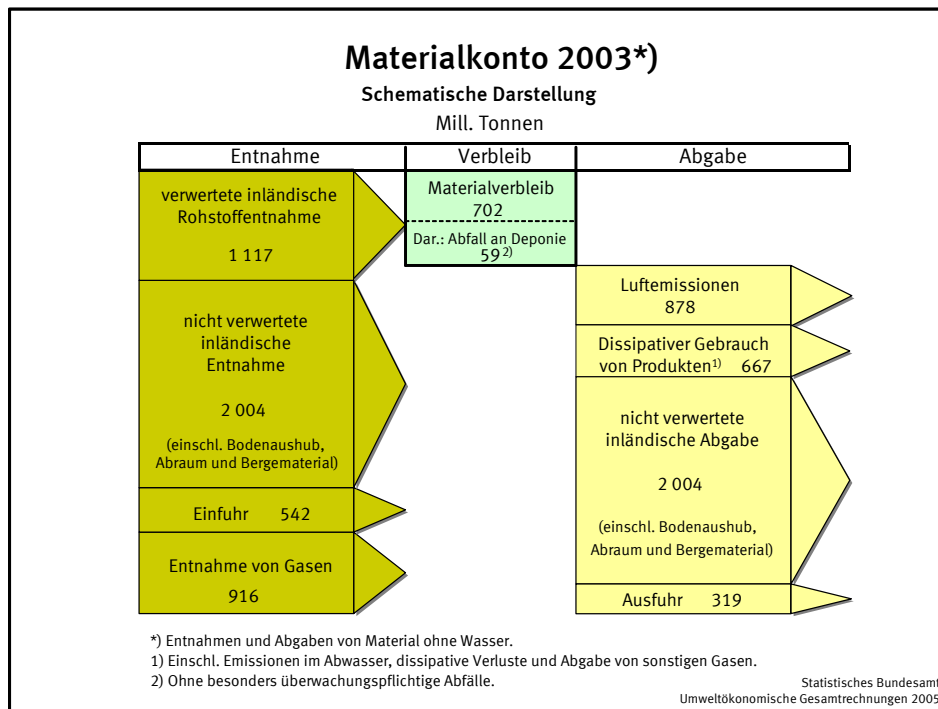 Materialkonto 2003*)
Schematische Darstellung
Mill. Tonnen
Entnahme
Verbleib
Abgabe
verwertete inländische
Rohstoffentnahme
1 117
nicht verwertete
inländische
Entnahme
2 004
(einschl. Bodenaushub,
Abraum und Bergematerial)
Einfuhr 542
Entnahme von Gasen
916
Materialverbleib
702
Dar.: Abfall an Deponie
59 2)
Luftemissionen
878
Dissipativer Gebrauch
von Produkten1) 667
nicht verwertete
inländische Abgabe
2 004
(einschl. Bodenaushub,
Abraum und Bergematerial)
Ausfuhr 319
*) Entnahmen und Abgaben von Material ohne Wasser.
1) Einschl. Emissionen im Abwasser, dissipative Verluste und Abgabe von sonstigen Gasen.
2) Ohne besonders überwachungspflichtige Abfälle.
Statistisches Bundesamt
Umweltökonomische Gesamtrechnungen 2005